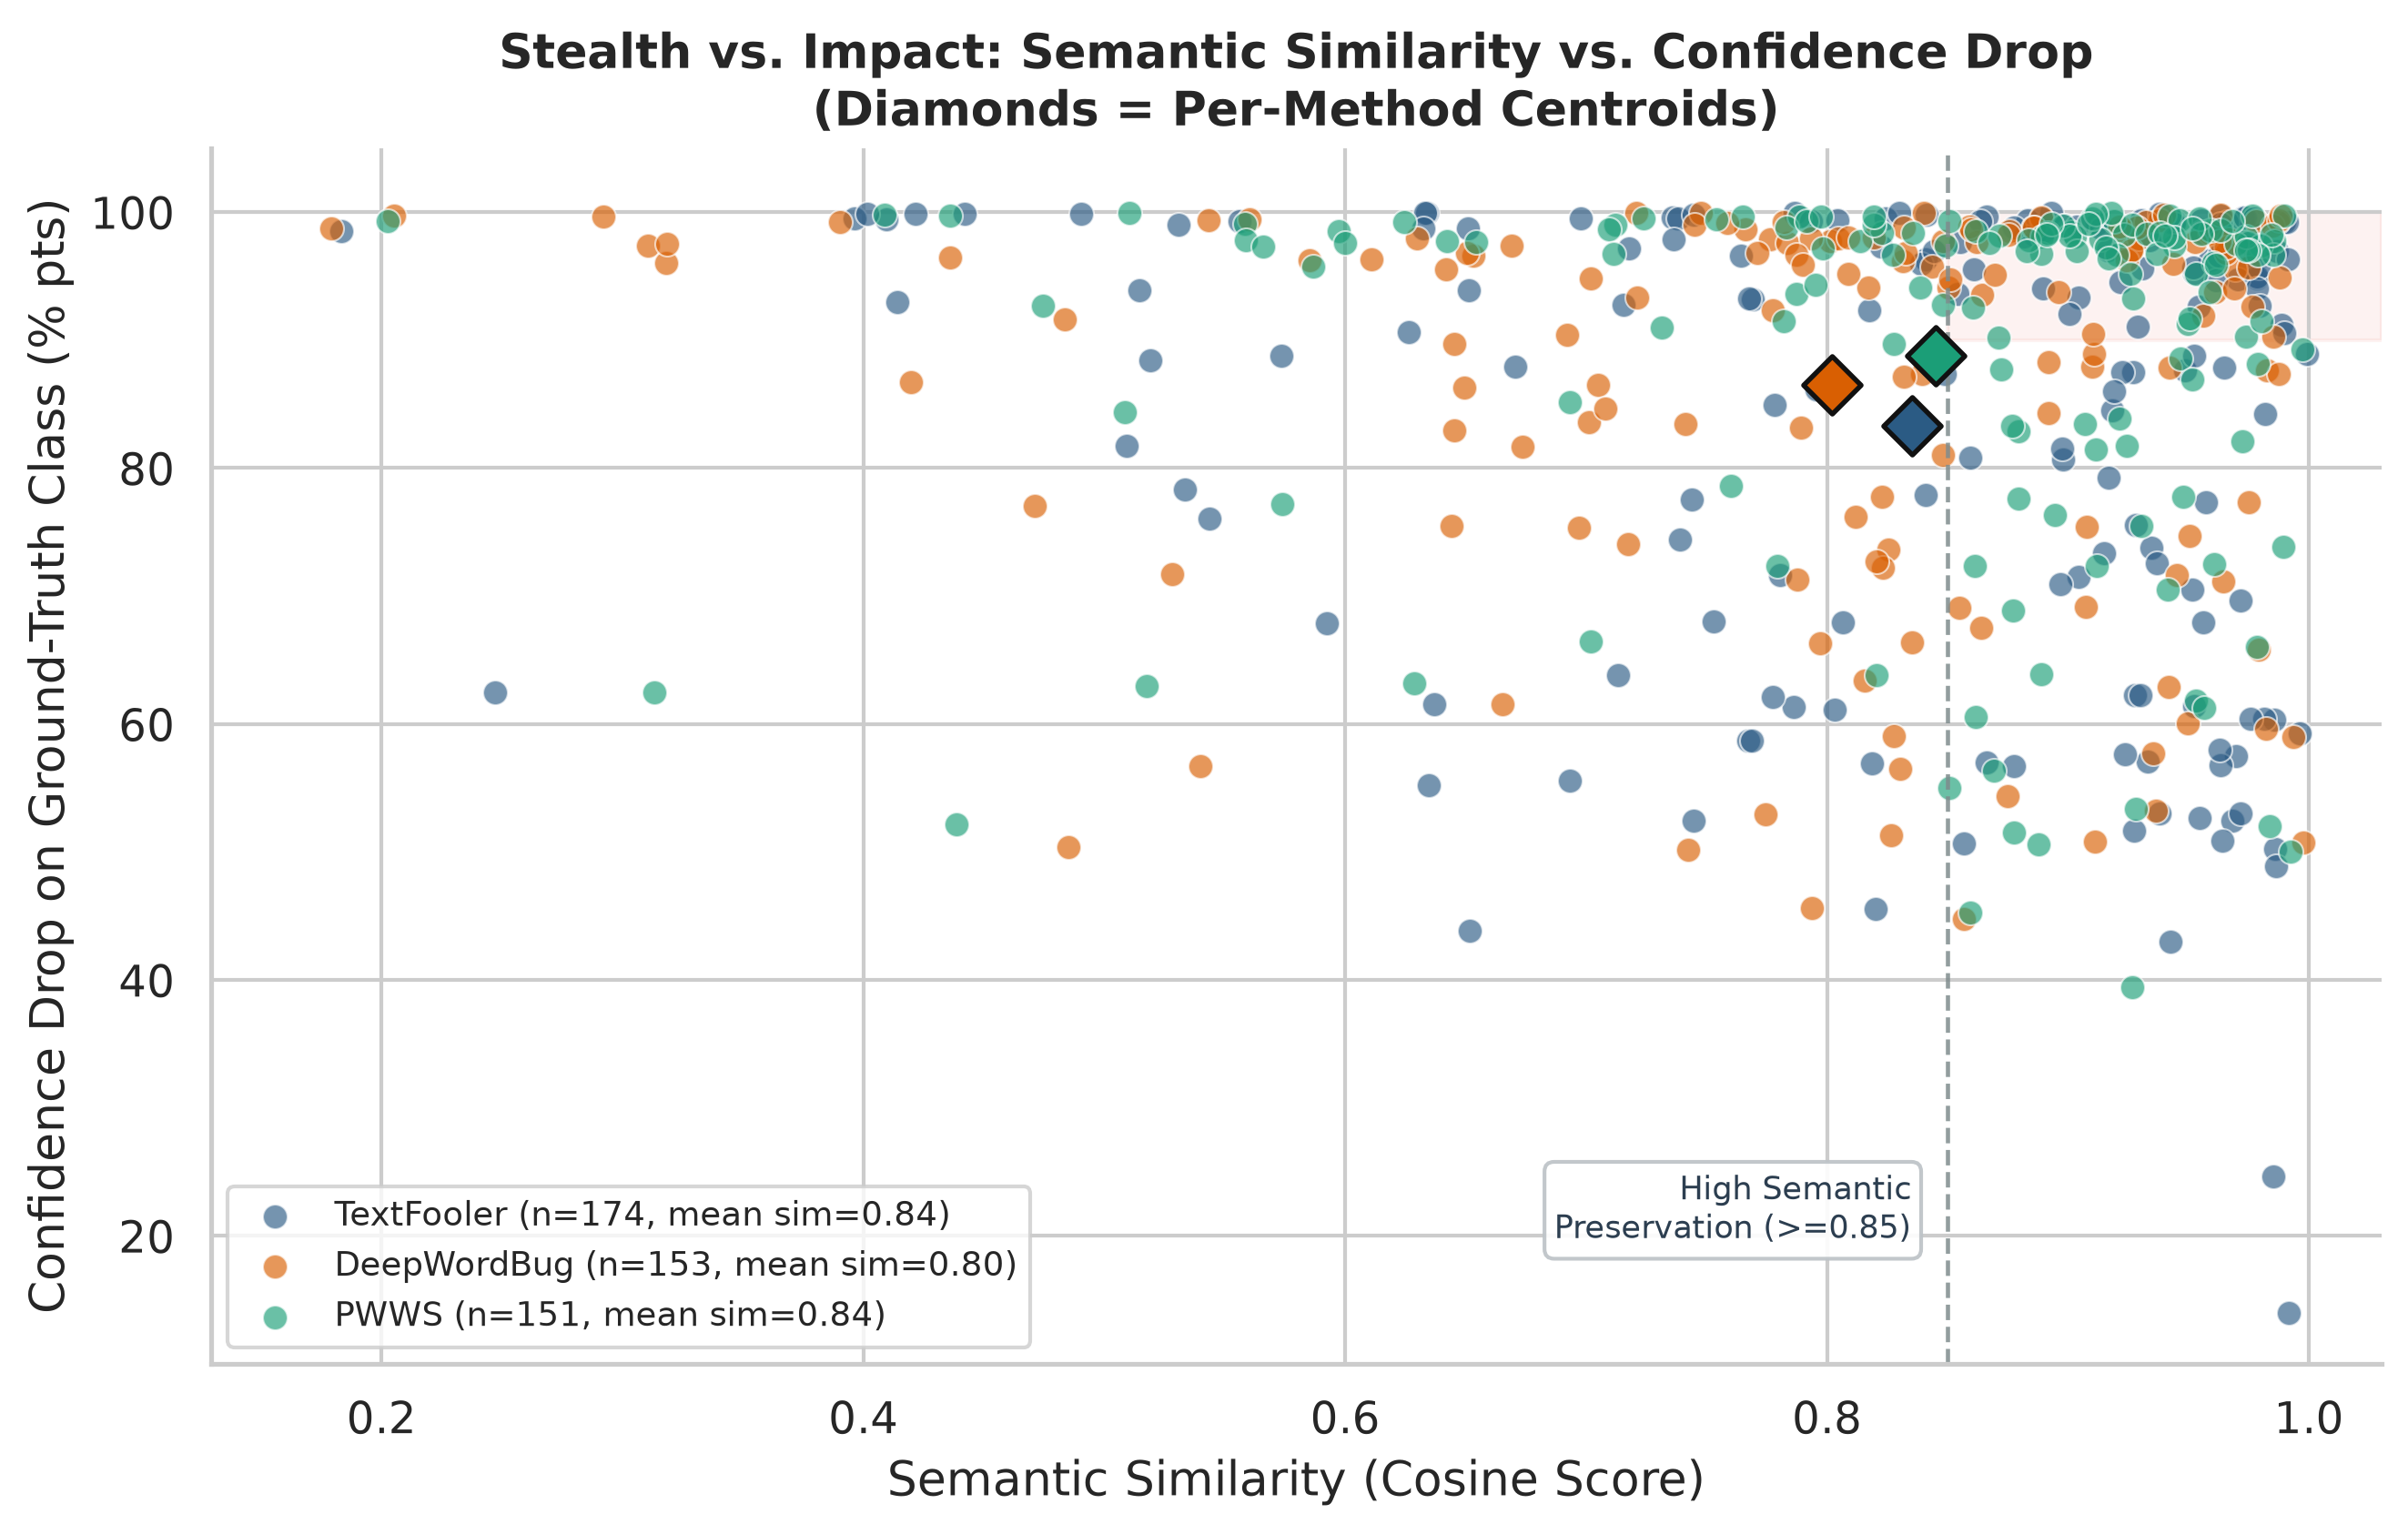 Stealth vs. Impact: Semantic Similarity vs. Confidence Drop
(Diamonds = Per-Method Centroids)
Confidence Drop on Ground-Truth Class (% pts)
100
80
60
40
20
High Semantic
Preservation (>=0.85)
TextFooler (n=174, mean sim=0.84)
DeepWordBug (n=153, mean sim=0.80)
PWWS (n=151, mean sim=0.84)
0.2
0.4
0.6
0.8
1.0
Semantic Similarity (Cosine Score)